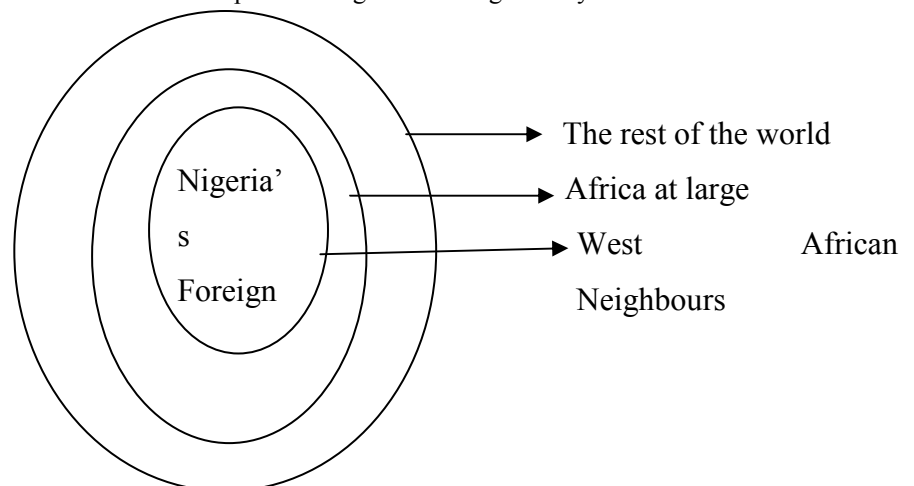 The rest of the world
Nigeria’
Africa at large
s
West African
Foreign
Neighbours